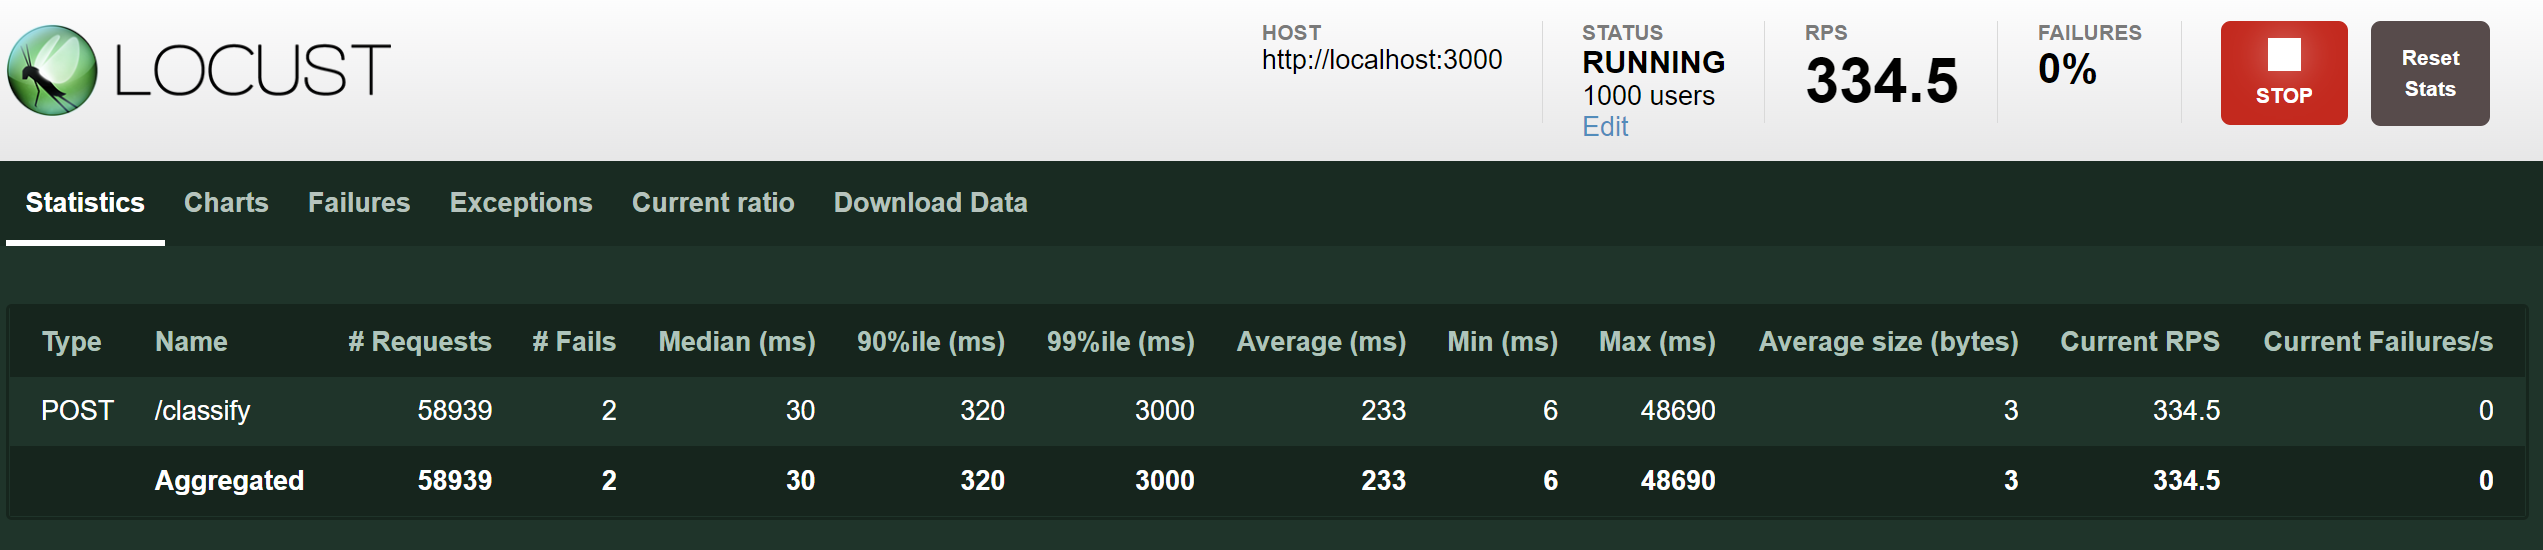 LOCUST
HOST
http://localhost:3000
STATUS
RUNNING
1000 users
Edit
RPS
334.5
FAILURES
0%
STOP
Reset
Stats
Statistics Charts Failures Exceptions Current ratio Download Data
Type Name # Requests # Fails Median (ms) 90%ile (ms) 99%ile (ms) Average (ms) Min (ms) Max (ms) Average size (bytes) Current RPS Current Failures/s
POST /classify 58939 2 30 320 3000 233 6 48690 3 334.5 0
Aggregated 58939 2 30 320 3000 233 6 48690 3 334.5 0